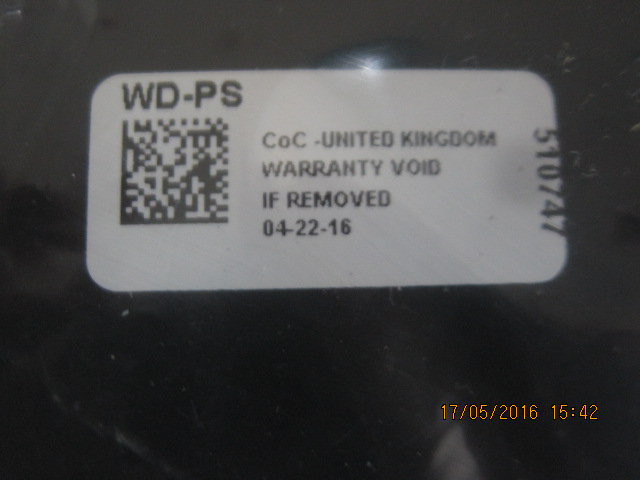 WD-PS
CoC -UNITED KINGDOM
WARRANTY VOID
IF REMOVED
04-22-16
510747
17/05/2016 15:42